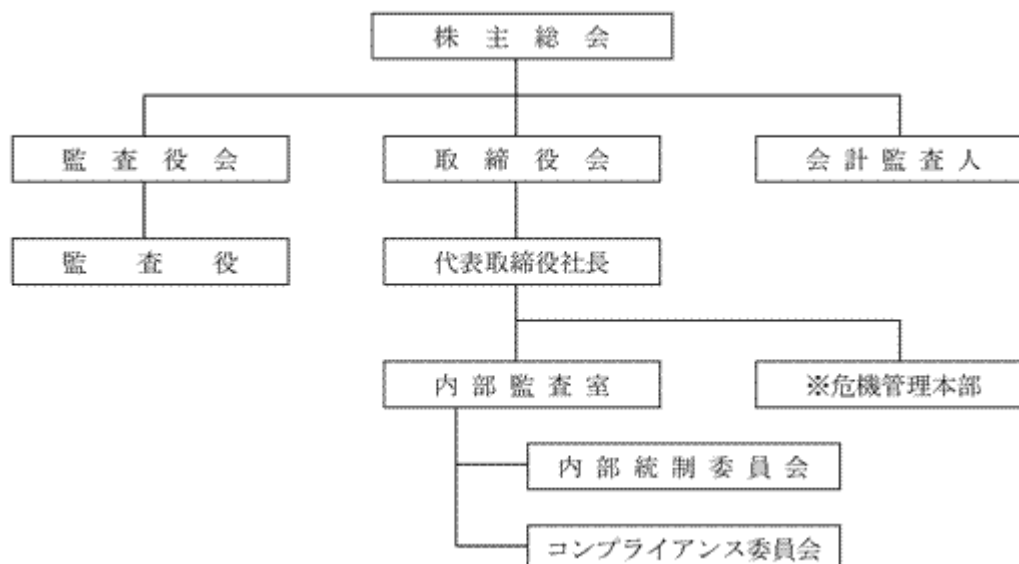 株主総会
監査役会
取締役会
会計監査人
監査役
代表取締役社長
内部監査室
※危機管理本部
内部統制委員会
コンプライアンス委員会